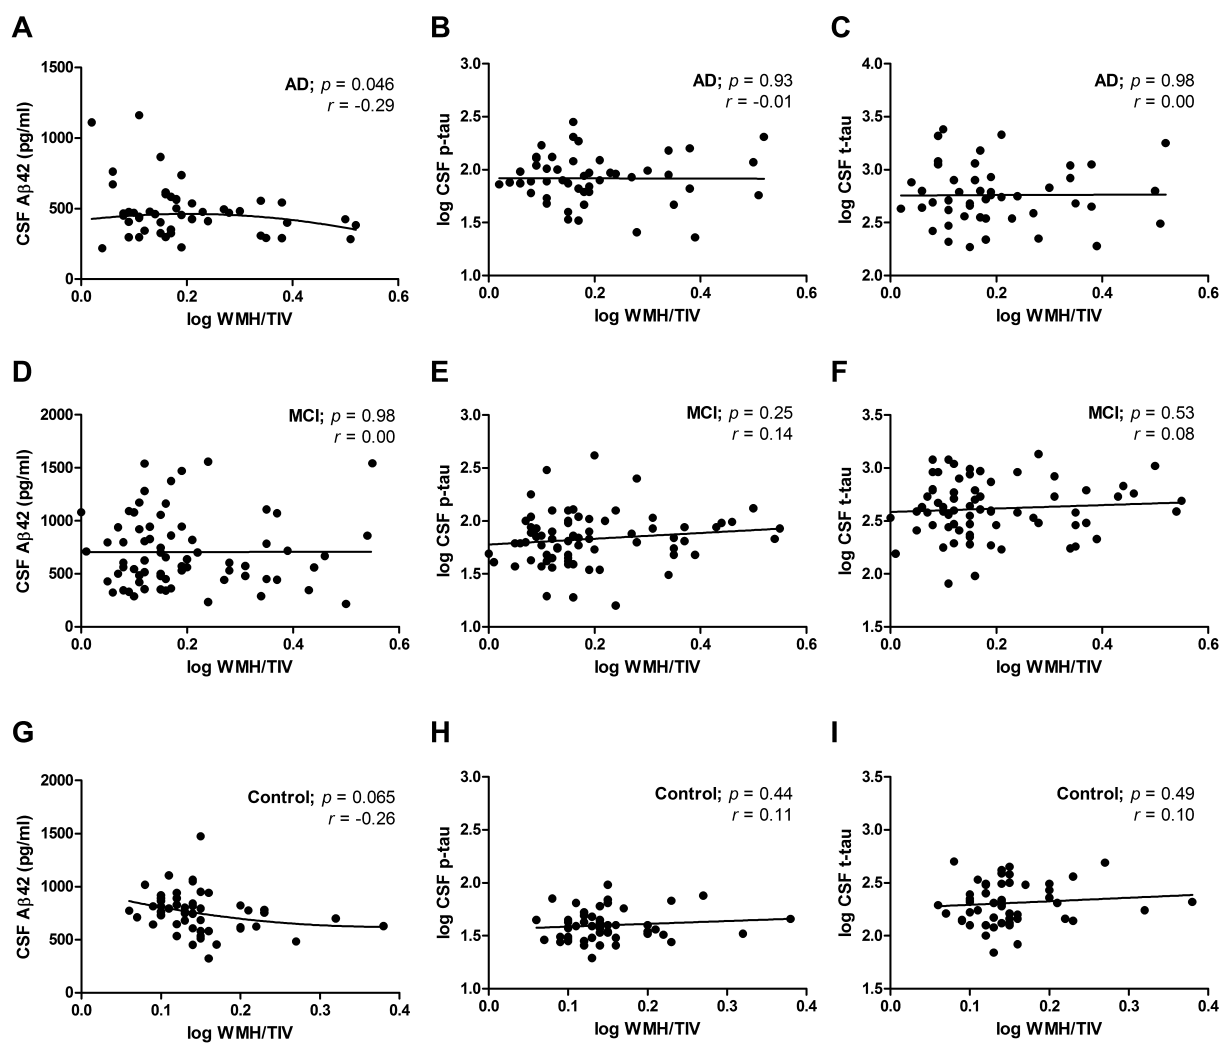 A
AD; p = 0.046
r = -0.29
CSF Aβ42 (pg/ml)
1500
1000
500
0
0.0 0.2 0.4 0.6
log WMH/TIV
B
AD; p = 0.93
r = -0.01
log CSF p-tau
3.0
2.5
2.0
1.5
1.0
0.0 0.2 0.4 0.6
log WMH/TIV
C
AD; p = 0.98
r = 0.00
log CSF t-tau
4.0
3.5
3.0
2.5
2.0
0.0 0.2 0.4 0.6
log WMH/TIV
D
MCI; p = 0.98
r = 0.00
CSF Aβ42 (pg/ml)
2000
1500
1000
500
0
0.0 0.2 0.4 0.6
log WMH/TIV
E
MCI; p = 0.25
r = 0.14
log CSF p-tau
3.0
2.5
2.0
1.5
1.0
0.0 0.2 0.4 0.6
log WMH/TIV
F
MCI; p = 0.53
r = 0.08
log CSF t-tau
3.5
3.0
2.5
2.0
1.5
0.0 0.2 0.4 0.6
log WMH/TIV
G
Control; p = 0.065
r = -0.26
CSF Aβ42 (pg/ml)
2000
1500
1000
500
0
0.0 0.1 0.2 0.3 0.4
log WMH/TIV
H
Control; p = 0.44
r = 0.11
log CSF p-tau
3.0
2.5
2.0
1.5
1.0
0.1 0.2 0.3 0.4
log WMH/TIV
I
Control; p = 0.49
r = 0.10
log CSF t-tau
3.5
3.0
2.5
2.0
1.5
0.1 0.2 0.3 0.4
log WMH/TIV